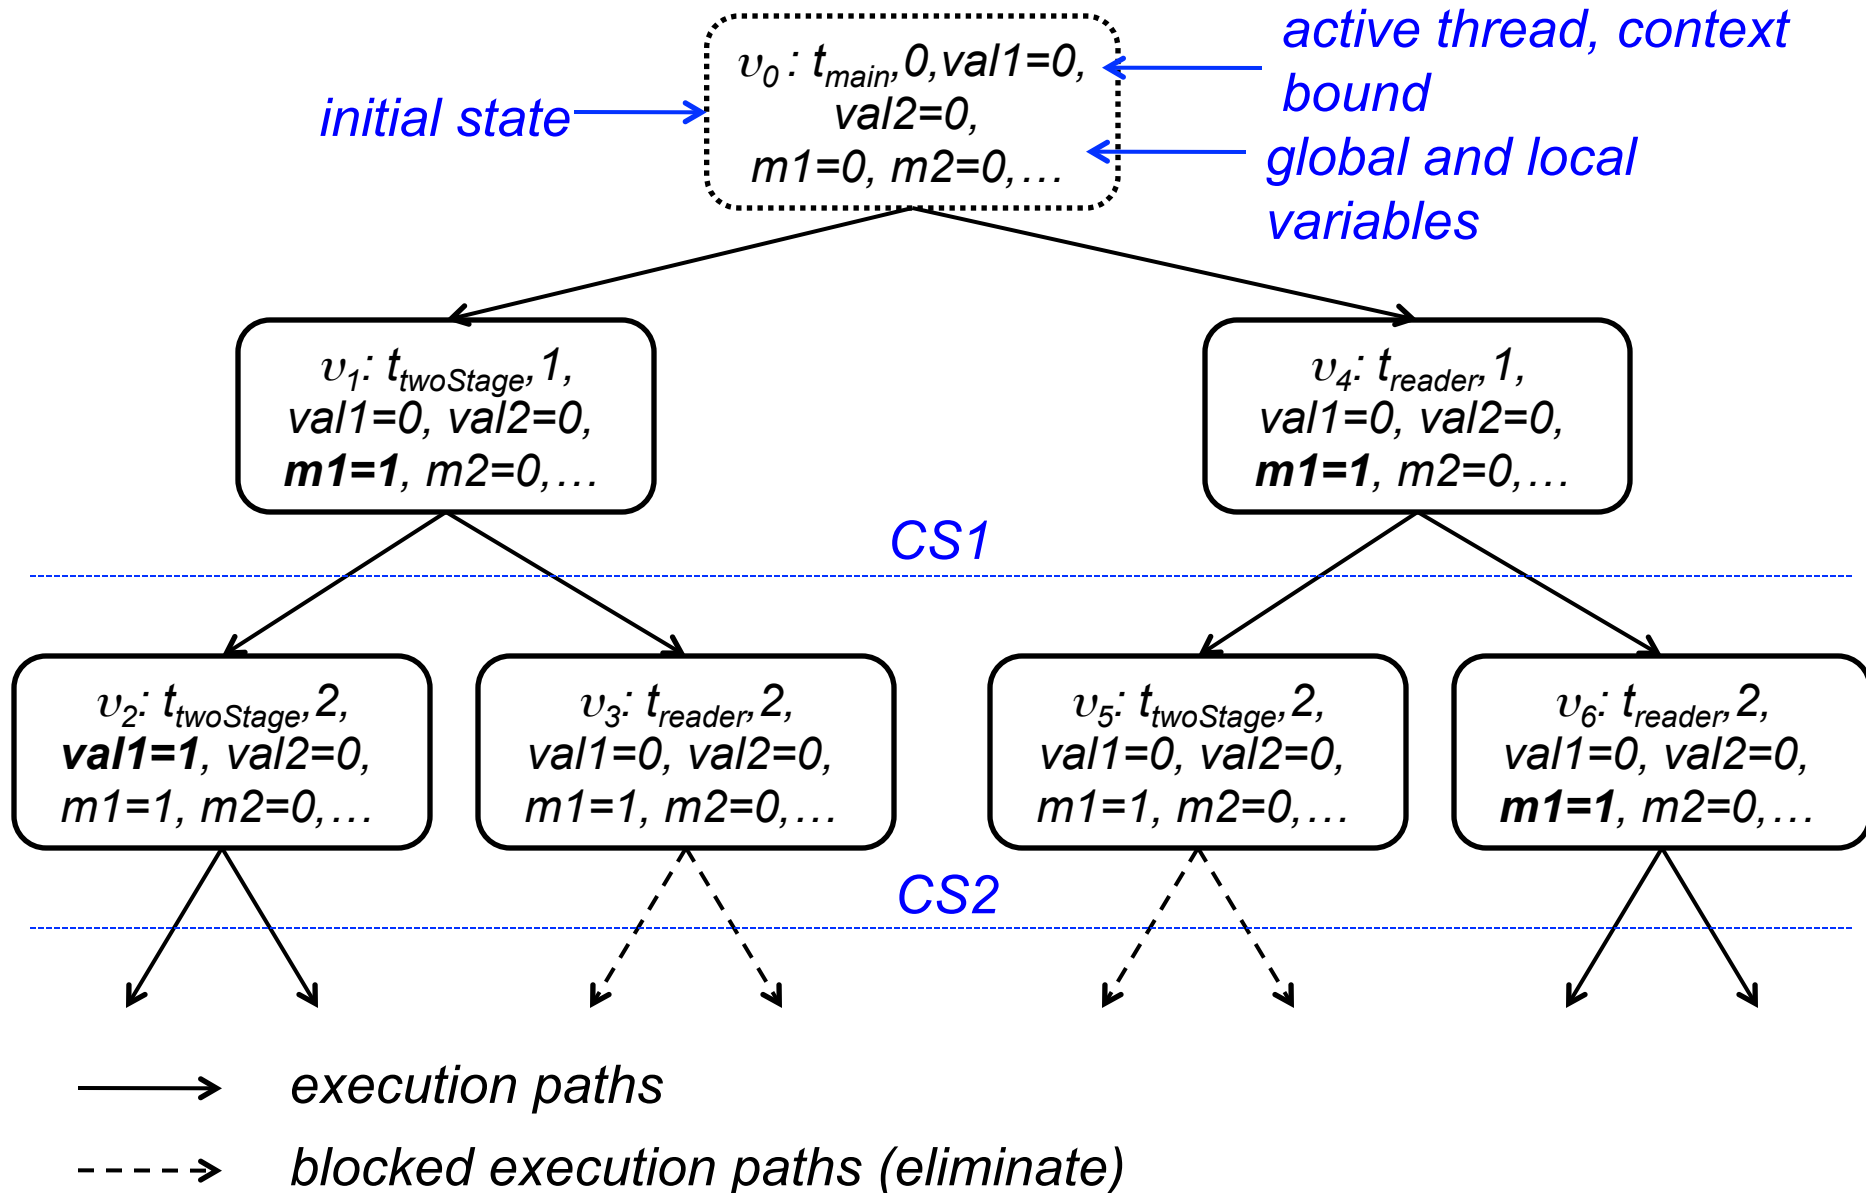 active thread, context
bound
υ0 : tmain,0,val1=0,
val2=0,
m1=0, m2=0,…
initial state
global and local
variables
υ1: ttwoStage,1,
val1=0, val2=0,
m1=1, m2=0,…
υ4: treader,1,
val1=0, val2=0,
m1=1, m2=0,…
CS1
υ2: ttwoStage,2,
val1=1, val2=0,
m1=1, m2=0,…
υ3: treader,2,
val1=0, val2=0,
m1=1, m2=0,…
υ5: ttwoStage,2,
val1=0, val2=0,
m1=1, m2=0,…
υ6: treader,2,
val1=0, val2=0,
m1=1, m2=0,…
CS2
execution paths
blocked execution paths (eliminate)